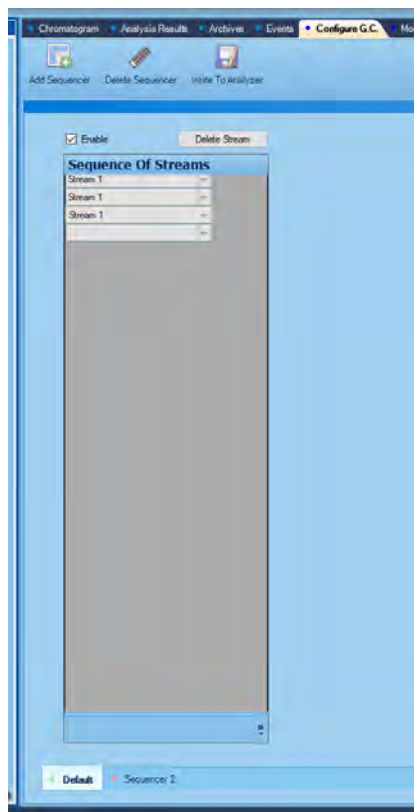 Chromatogram Analysis Results Archives Events Configure G.C. Mo
Add Sequencer Delete Sequencer Write To Analyzer
Enable Delete Stream
Sequence Of Streams
Stream 1
Stream 1
Stream 1
Default Sequencer 2